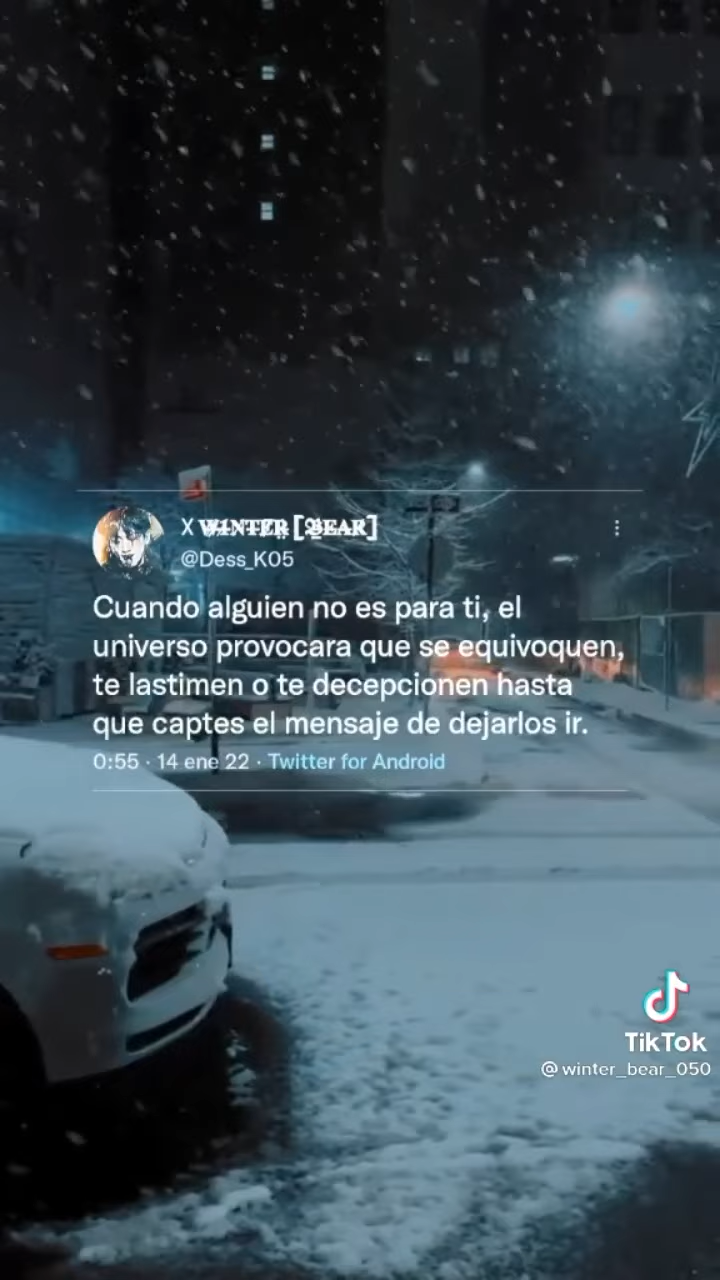 X WINTER [BEAR]
@Dess_K05
Cuando alguien no es para ti, el
universo provocara que se equivoquen,
te lastimen o te decepcionen hasta
que captes el mensaje de dejarlos ir.
0:55 · 14 ene 22 · Twitter for Android
TikTok
@winter_bear_050